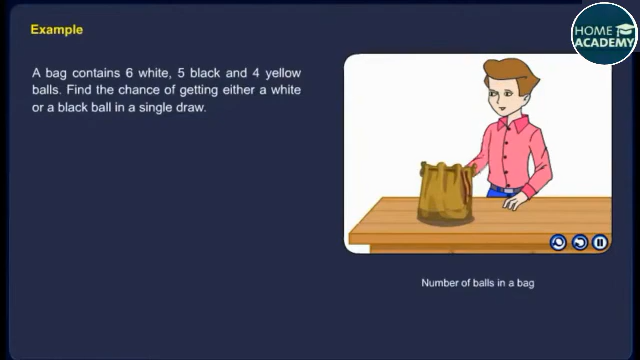 Example
HOME
ACADEMY
A bag contains 6 white, 5 black and 4 yellow
balls. Find the chance of getting either a white
or a black ball in a single draw.
Number of balls in a bag